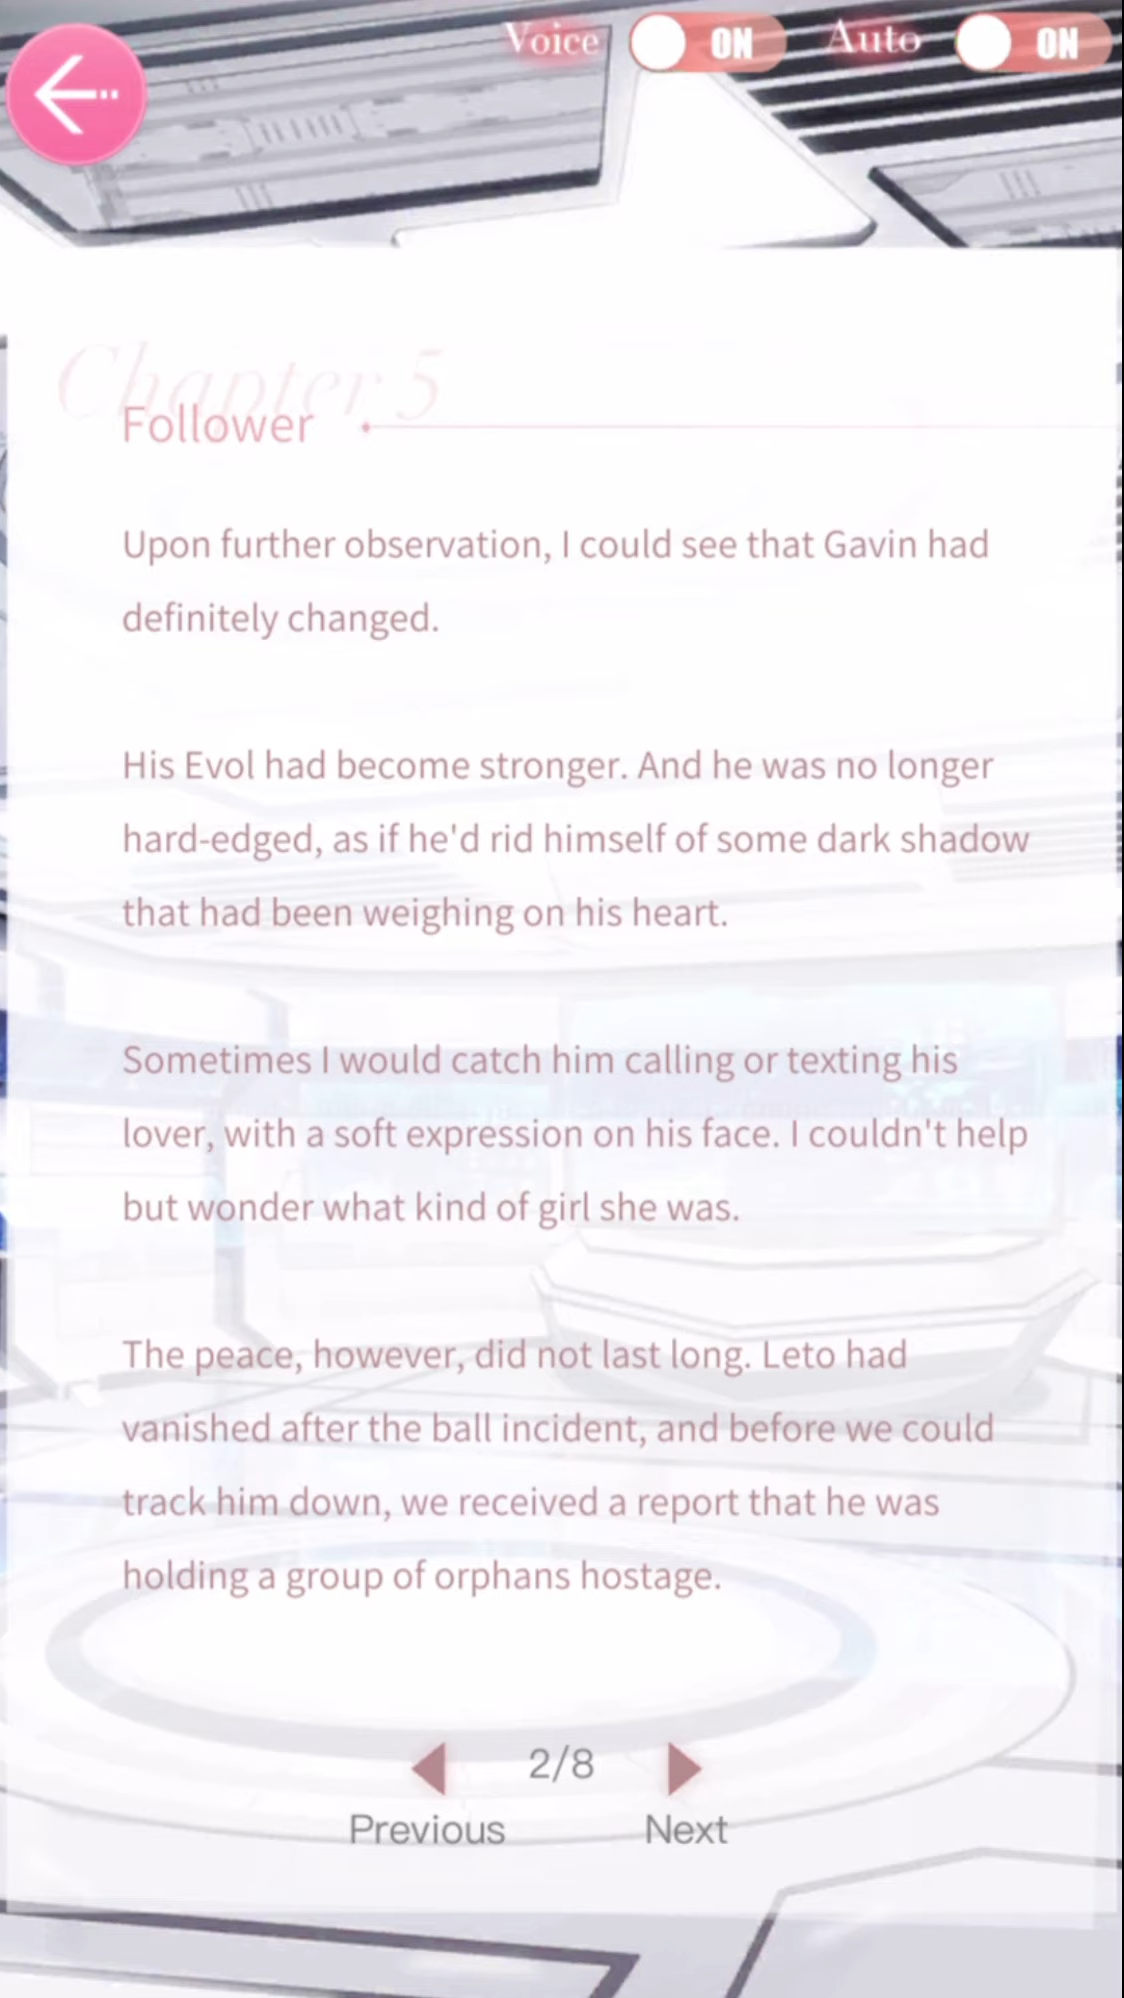 Voice ON Auto ON
Chapter 5
Follower
Upon further observation, I could see that Gavin had
definitely changed.
His Evol had become stronger. And he was no longer
hard-edged, as if he'd rid himself of some dark shadow
that had been weighing on his heart.
Sometimes I would catch him calling or texting his
lover, with a soft expression on his face. I couldn't help
but wonder what kind of girl she was.
The peace, however, did not last long. Leto had
vanished after the ball incident, and before we could
track him down, we received a report that he was
holding a group of orphans hostage.
2/8
Previous Next